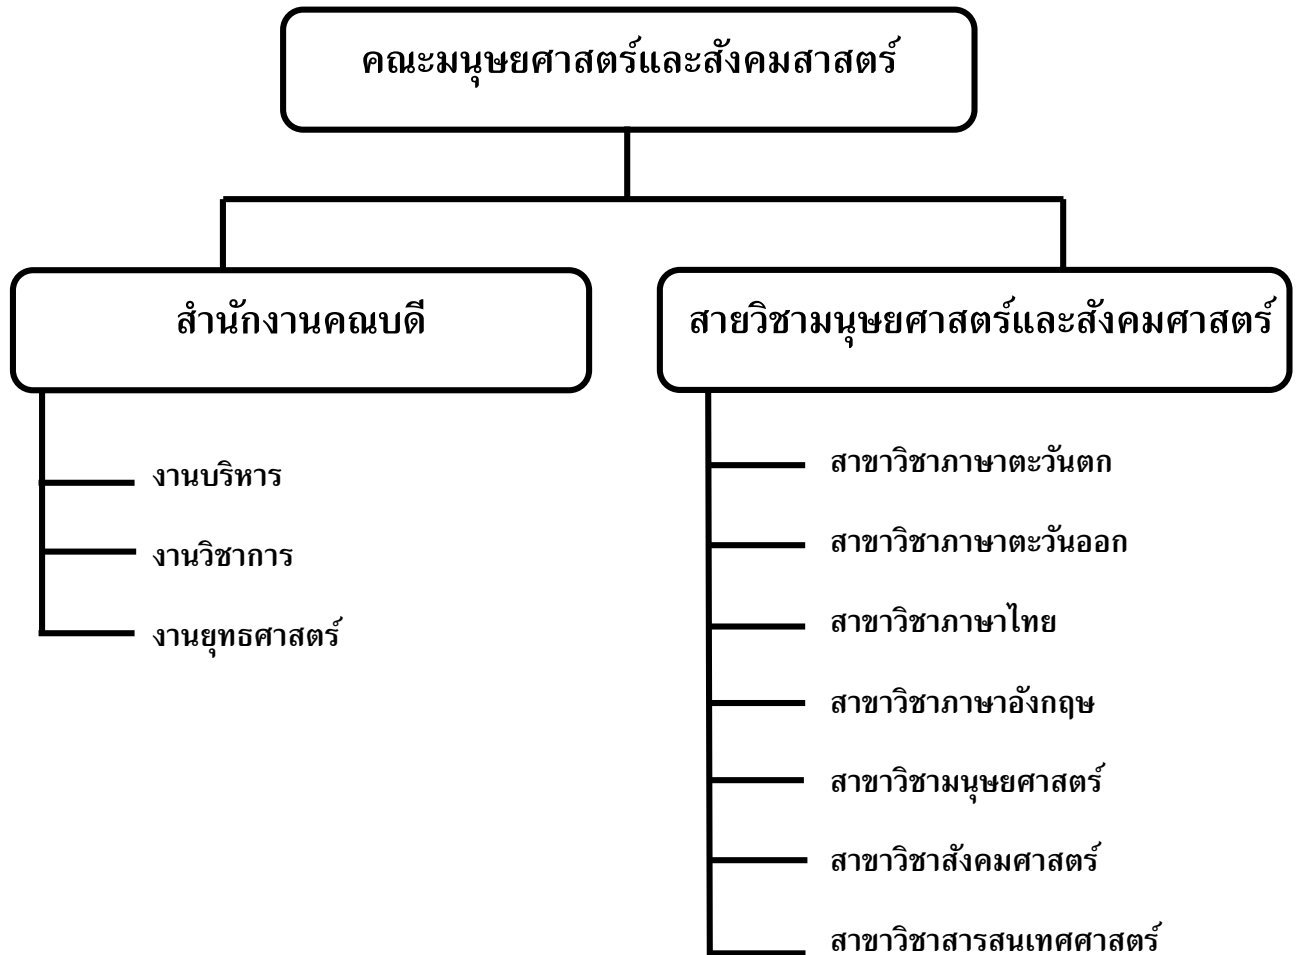 คณะมนุษยศาสตร์และสังคมสาสตร์
สำนักงานคณบดี
งานบริหาร
งานวิชาการ
งานยุทธศาสตร์
สายวิชามนุษยศาสตร์และสังคมศาสตร์
สาขาวิชาภาษาตะวันตก
สาขาวิชาภาษาตะวันออก
สาขาวิชาภาษาไทย
สาขาวิชาภาษาอังกฤษ
สาขาวิชามนุษยศาสตร์
สาขาวิชาสังคมศาสตร์
สาขาวิชาสารสนเทศศาสตร์